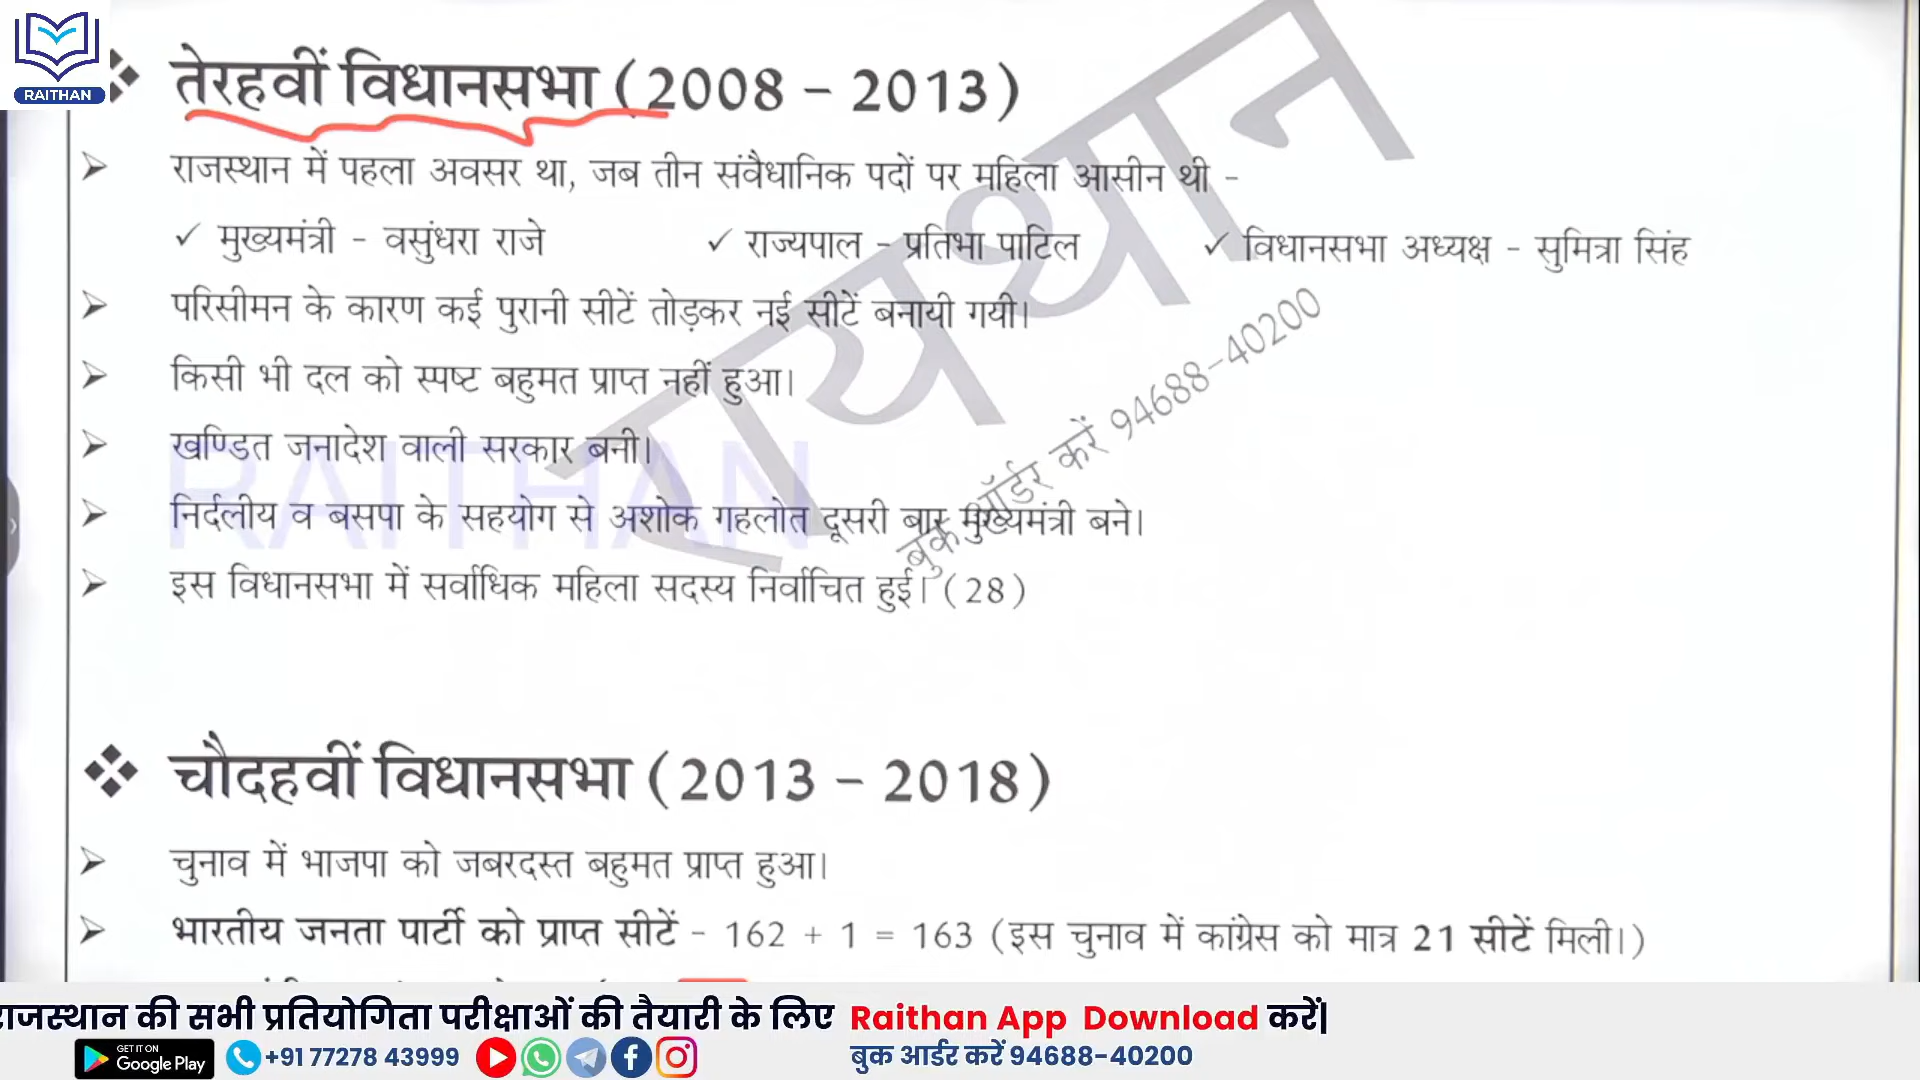 RAITHAN
❖ तेरहवीं विधानसभा (2008 – 2013)
➢ राजस्थान में पहला अवसर था, जब तीन संवैधानिक पदों पर महिला आसीन थी –
✓ मुख्यमंत्री – वसुंधरा राजे ✓ राज्यपाल – प्रतिभा पाटिल ✓ विधानसभा अध्यक्ष – सुमित्रा सिंह
➢ परिसीमन के कारण कई पुरानी सीटें तोड़कर नई सीटें बनायी गयी।
➢ किसी भी दल को स्पष्ट बहुमत प्राप्त नहीं हुआ।
➢ खण्डित जनादेश वाली सरकार बनी।
➢ निर्दलीय व बसपा के सहयोग से अशोक गहलोत दूसरी बार मुख्यमंत्री बने।
➢ इस विधानसभा में सर्वाधिक महिला सदस्य निर्वाचित हुई। (28)
रायथान
बुक ऑर्डर करें 94688-40200
RAITHAN
❖ चौदहवीं विधानसभा (2013 – 2018)
➢ चुनाव में भाजपा को जबरदस्त बहुमत प्राप्त हुआ।
➢ भारतीय जनता पार्टी को प्राप्त सीटें – 162 + 1 = 163 (इस चुनाव में कांग्रेस को मात्र 21 सीटें मिली।)
राजस्थान की सभी प्रतियोगिता परीक्षाओं की तैयारी के लिए Raithan App Download करें|
GET IT ON
Google Play +91 77278 43999 बुक आर्डर करें 94688-40200